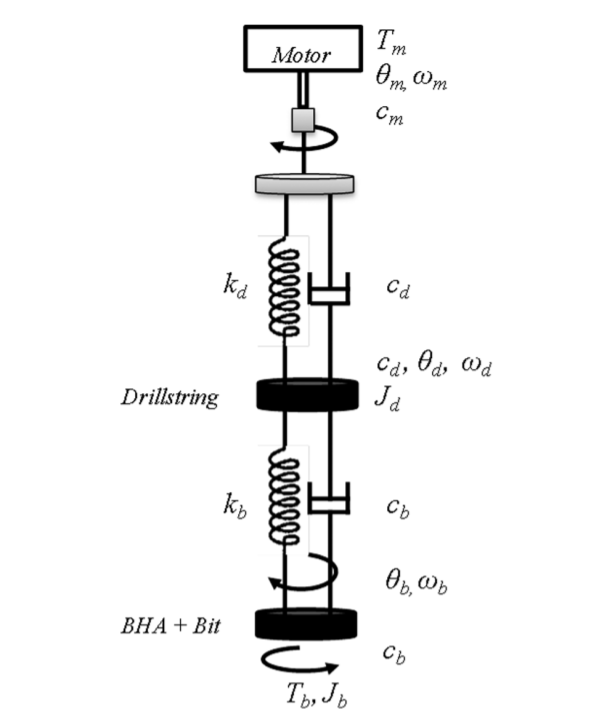 Motor
T_m
θ_m, ω_m
c_m
k_d
c_d
c_d, θ_d, ω_d
Drillstring
J_d
k_b
c_b
θ_b, ω_b
BHA + Bit
c_b
T_b, J_b